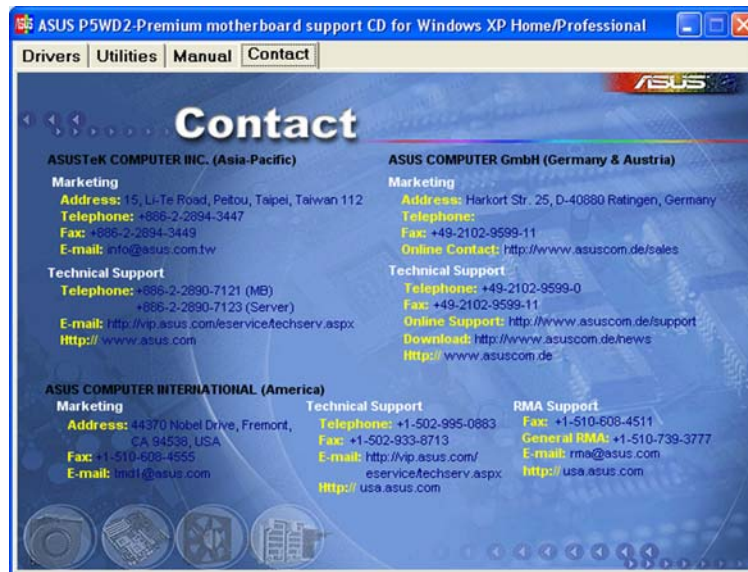 ASUS P5WD2-Premium motherboard support CD for Windows XP Home/Professional
Drivers Utilities Manual Contact
ASUS
Contact
ASUSTeK COMPUTER INC. (Asia-Pacific)
Marketing
Address: 15, Li-Te Road, Peitou, Taipei, Taiwan 112
Telephone: +886-2-2894-3447
Fax: +886-2-2894-3449
E-mail: info@asus.com.tw
Technical Support
Telephone: +886-2-2890-7121 (MB)
+886-2-2890-7123 (Server)
E-mail: http://vip.asus.com/eservice/techserv.aspx
Http:// www.asus.com
ASUS COMPUTER GmbH (Germany & Austria)
Marketing
Address: Harkort Str. 25, D-40880 Ratingen, Germany
Telephone:
Fax: +49-2102-9599-11
Online Contact: http://www.asuscom.de/sales
Technical Support
Telephone: +49-2102-9599-0
Fax: +49-2102-9599-11
Online Support: http://www.asuscom.de/support
Download: http://www.asuscom.de/news
Http:// www.asuscom.de
ASUS COMPUTER INTERNATIONAL (America)
Marketing
Address: 44370 Nobel Drive, Fremont,
CA 94538, USA
Fax: +1-510-608-4555
E-mail: tmd1@asus.com
Technical Support
Telephone: +1-502-995-0883
Fax: +1-502-933-8713
E-mail: http://vip.asus.com/
eservice/techserv.aspx
Http:// usa.asus.com
RMA Support
Fax: +1-510-608-4511
General RMA: +1-510-739-3777
E-mail: rma@asus.com
http:// usa.asus.com